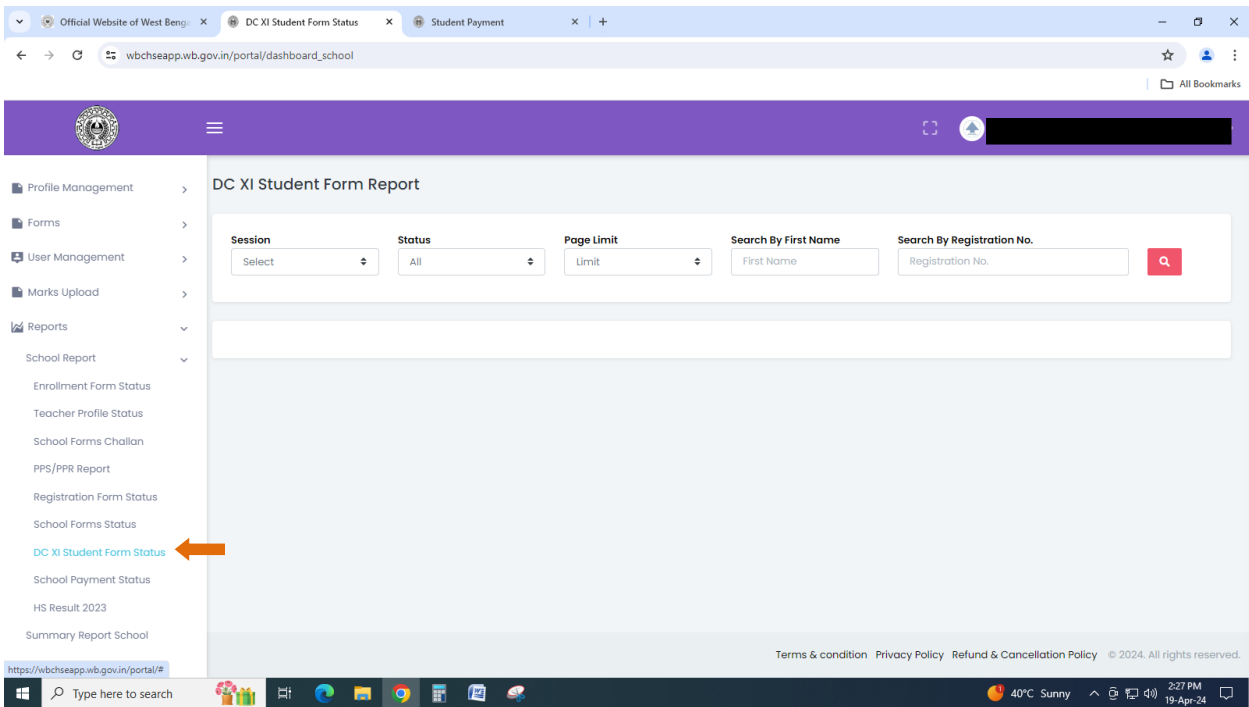 Official Website of West Beng
DC XI Student Form Status
Student Payment
wbchseapp.wb.gov.in/portal/dashboard_school
All Bookmarks
Profile Management
Forms
User Management
Marks Upload
Reports
School Report
Enrollment Form Status
Teacher Profile Status
School Forms Challan
PPS/PPR Report
Registration Form Status
School Forms Status
DC XI Student Form Status
School Payment Status
HS Result 2023
Summary Report School
https://wbchseapp.wb.gov.in/portal/#
DC XI Student Form Report
Session Status Page Limit Search By First Name Search By Registration No.
Select All Limit First Name Registration No.
Terms & condition Privacy Policy Refund & Cancellation Policy © 2024. All rights reserved.
Type here to search
40°C Sunny
2:27 PM
19-Apr-24